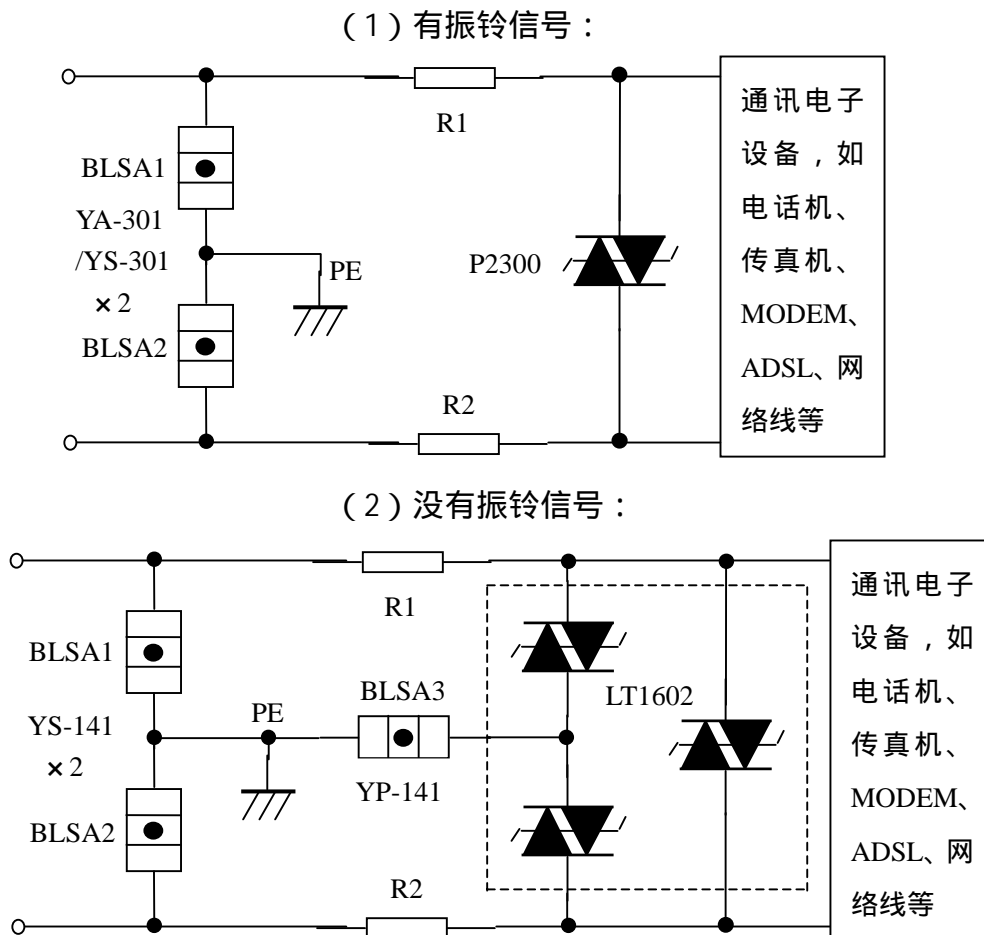 （1）有振铃信号：
R1
通讯电子
设备，如
电话机、
传真机、
MODEM、
ADSL、网
络线等
BLSA1
YA-301
/YS-301
×2
BLSA2
PE
P2300
R2
（2）没有振铃信号：
R1
通讯电子
设备，如
电话机、
传真机、
MODEM、
ADSL、网
络线等
BLSA1
YS-141
×2
BLSA2
PE
BLSA3
YP-141
LT1602
R2